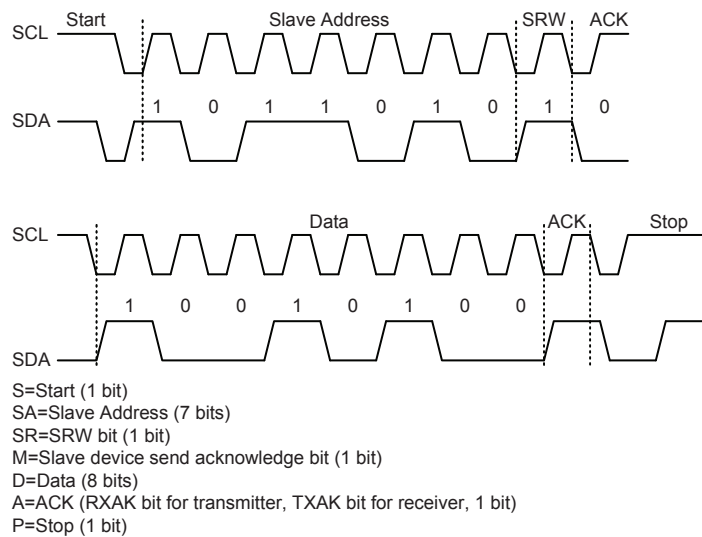 Start Slave Address SRW ACK
SCL
1 0 1 1 0 1 0 1 0
SDA
Data ACK Stop
SCL
1 0 0 1 0 1 0 0
SDA
S=Start (1 bit)
SA=Slave Address (7 bits)
SR=SRW bit (1 bit)
M=Slave device send acknowledge bit (1 bit)
D=Data (8 bits)
A=ACK (RXAK bit for transmitter, TXAK bit for receiver, 1 bit)
P=Stop (1 bit)